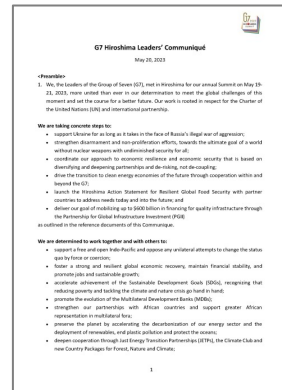 G7 Hiroshima Leaders' Communiqué
May 20, 2023
<Preamble>
1. We, the Leaders of the Group of Seven (G7), met in Hiroshima for our annual Summit on May 19-
21, 2023, more united than ever in our determination to meet the global challenges of this
moment and set the course for a better future. Our work is rooted in respect for the Charter of
the United Nations (UN) and international partnership.
We are taking concrete steps to:
• support Ukraine for as long as it takes in the face of Russia's illegal war of aggression;
• strengthen disarmament and non-proliferation efforts, towards the ultimate goal of a world
without nuclear weapons with undiminished security for all;
• coordinate our approach to economic resilience and economic security that is based on
diversifying and deepening partnerships and de-risking, not de-coupling;
• drive the transition to clean energy economies of the future through cooperation within and
beyond the G7;
• launch the Hiroshima Action Statement for Resilient Global Food Security with partner
countries to address needs today and into the future; and
• deliver our goal of mobilizing up to $600 billion in financing for quality infrastructure through
the Partnership for Global Infrastructure Investment (PGII)
as outlined in the reference documents of this Communique.
We are determined to work together and with others to:
• support a free and open Indo-Pacific and oppose any unilateral attempts to change the status
quo by force or coercion;
• foster a strong and resilient global economic recovery, maintain financial stability, and
promote jobs and sustainable growth;
• accelerate achievement of the Sustainable Development Goals (SDGs), recognising that
reducing poverty and tackling the climate and nature crisis go hand in hand;
• promote the evolution of the Multilateral Development Banks (MDBs);
• strengthen our partnerships with African countries and support greater African
representation in multilateral fora;
• preserve the planet by accelerating the decarbonization of our energy sector and the
deployment of renewables, end plastic pollution and protect the oceans;
• deepen cooperation through Just Energy Transition Partnerships (JETPs), the Climate Club and
new Country Packages for Forest, Nature and Climate;
1